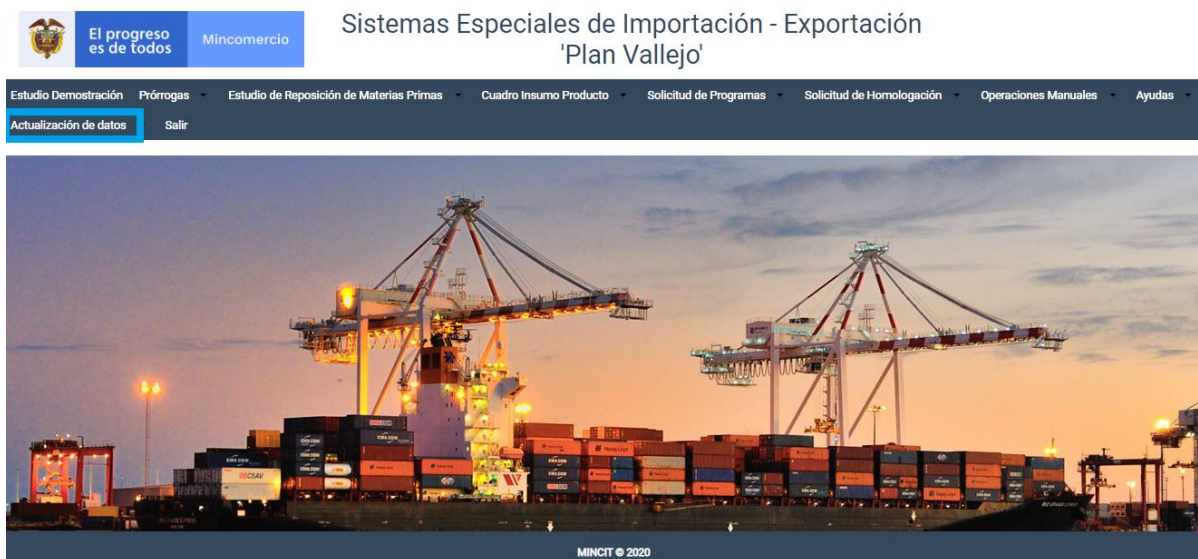 El progreso
es de todos
Mincomercio
Sistemas Especiales de Importación - Exportación
'Plan Vallejo'
Estudio Demostración Prórrogas Estudio de Reposición de Materias Primas Cuadro Insumo Producto Solicitud de Programas Solicitud de Homologación Operaciones Manuales Ayudas
Actualización de datos Salir
CSAV
MINCIT © 2020